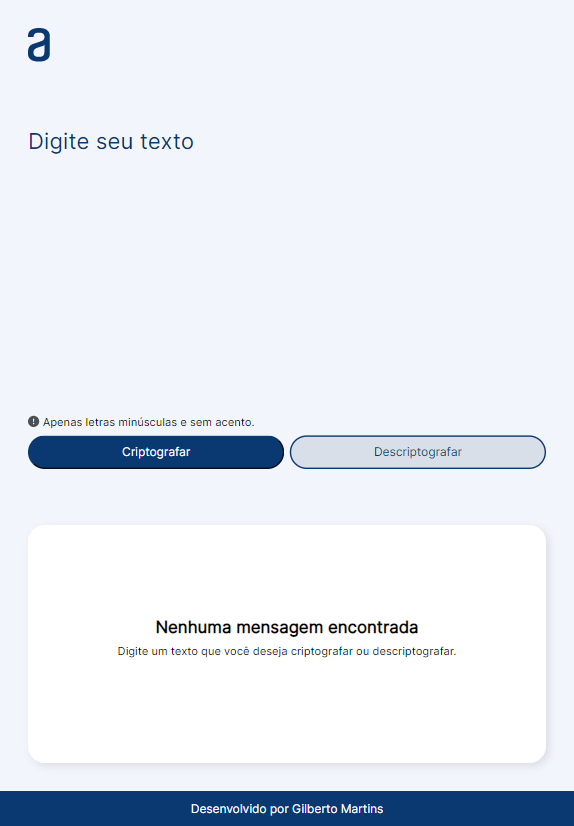 a
Digite seu texto
Apenas letras minúsculas e sem acento.
Criptografar
Descriptografar
Nenhuma mensagem encontrada
Digite um texto que você deseja criptografar ou descriptografar.
Desenvolvido por Gilberto Martins